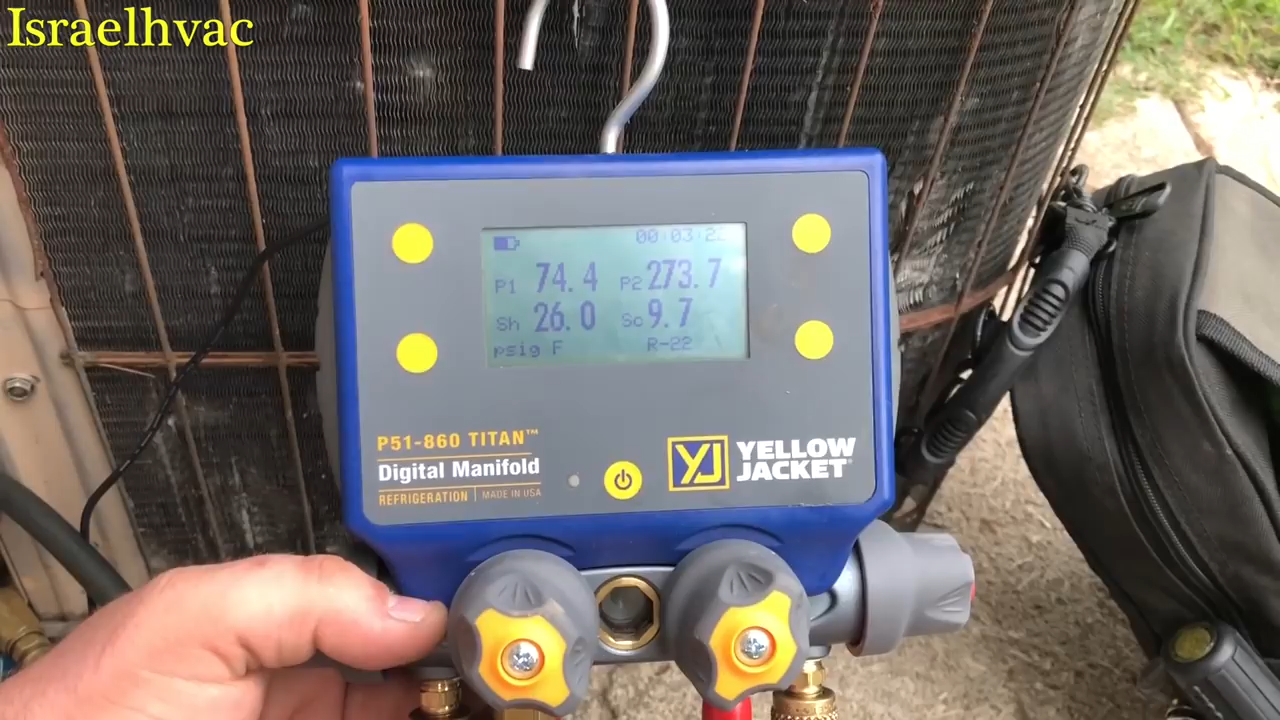 Israelhvac
00:03:22
P1 74.4 P2 273.7
Sh 26.0 Sc 9.7
psig F R-22
P51-860 TITAN™
Digital Manifold
REFRIGERATION | MADE IN USA
YJ YELLOW
JACKET®